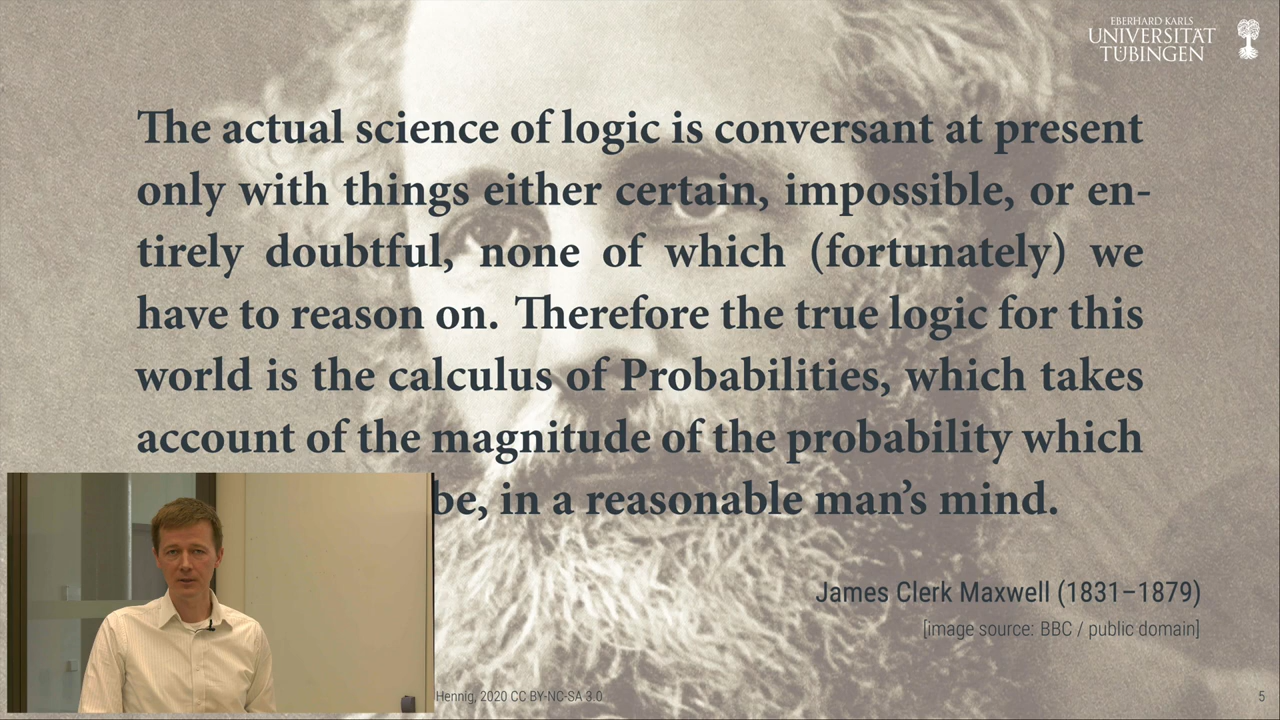 EBERHARD KARLS
UNIVERSITÄT
TÜBINGEN
The actual science of logic is conversant at present
only with things either certain, impossible, or en-
tirely doubtful, none of which (fortunately) we
have to reason on. Therefore the true logic for this
world is the calculus of Probabilities, which takes
account of the magnitude of the probability which
be, in a reasonable man’s mind.
James Clerk Maxwell (1831–1879)
[image source: BBC / public domain]
Hennig, 2020 CC BY-NC-SA 3.0
5